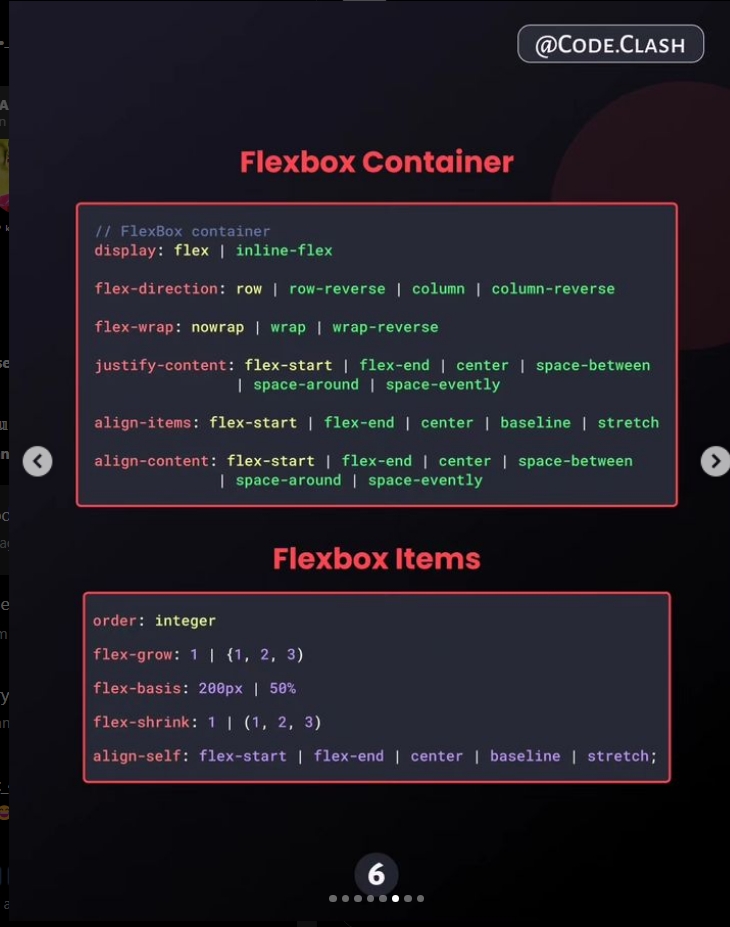 @Code.Clash
Flexbox Container
// FlexBox container
display: flex | inline-flex
flex-direction: row | row-reverse | column | column-reverse
flex-wrap: nowrap | wrap | wrap-reverse
justify-content: flex-start | flex-end | center | space-between
| space-around | space-evently
align-items: flex-start | flex-end | center | baseline | stretch
align-content: flex-start | flex-end | center | space-between
| space-around | space-evently
Flexbox Items
order: integer
flex-grow: 1 | {1, 2, 3)
flex-basis: 200px | 50%
flex-shrink: 1 | (1, 2, 3)
align-self: flex-start | flex-end | center | baseline | stretch;
6